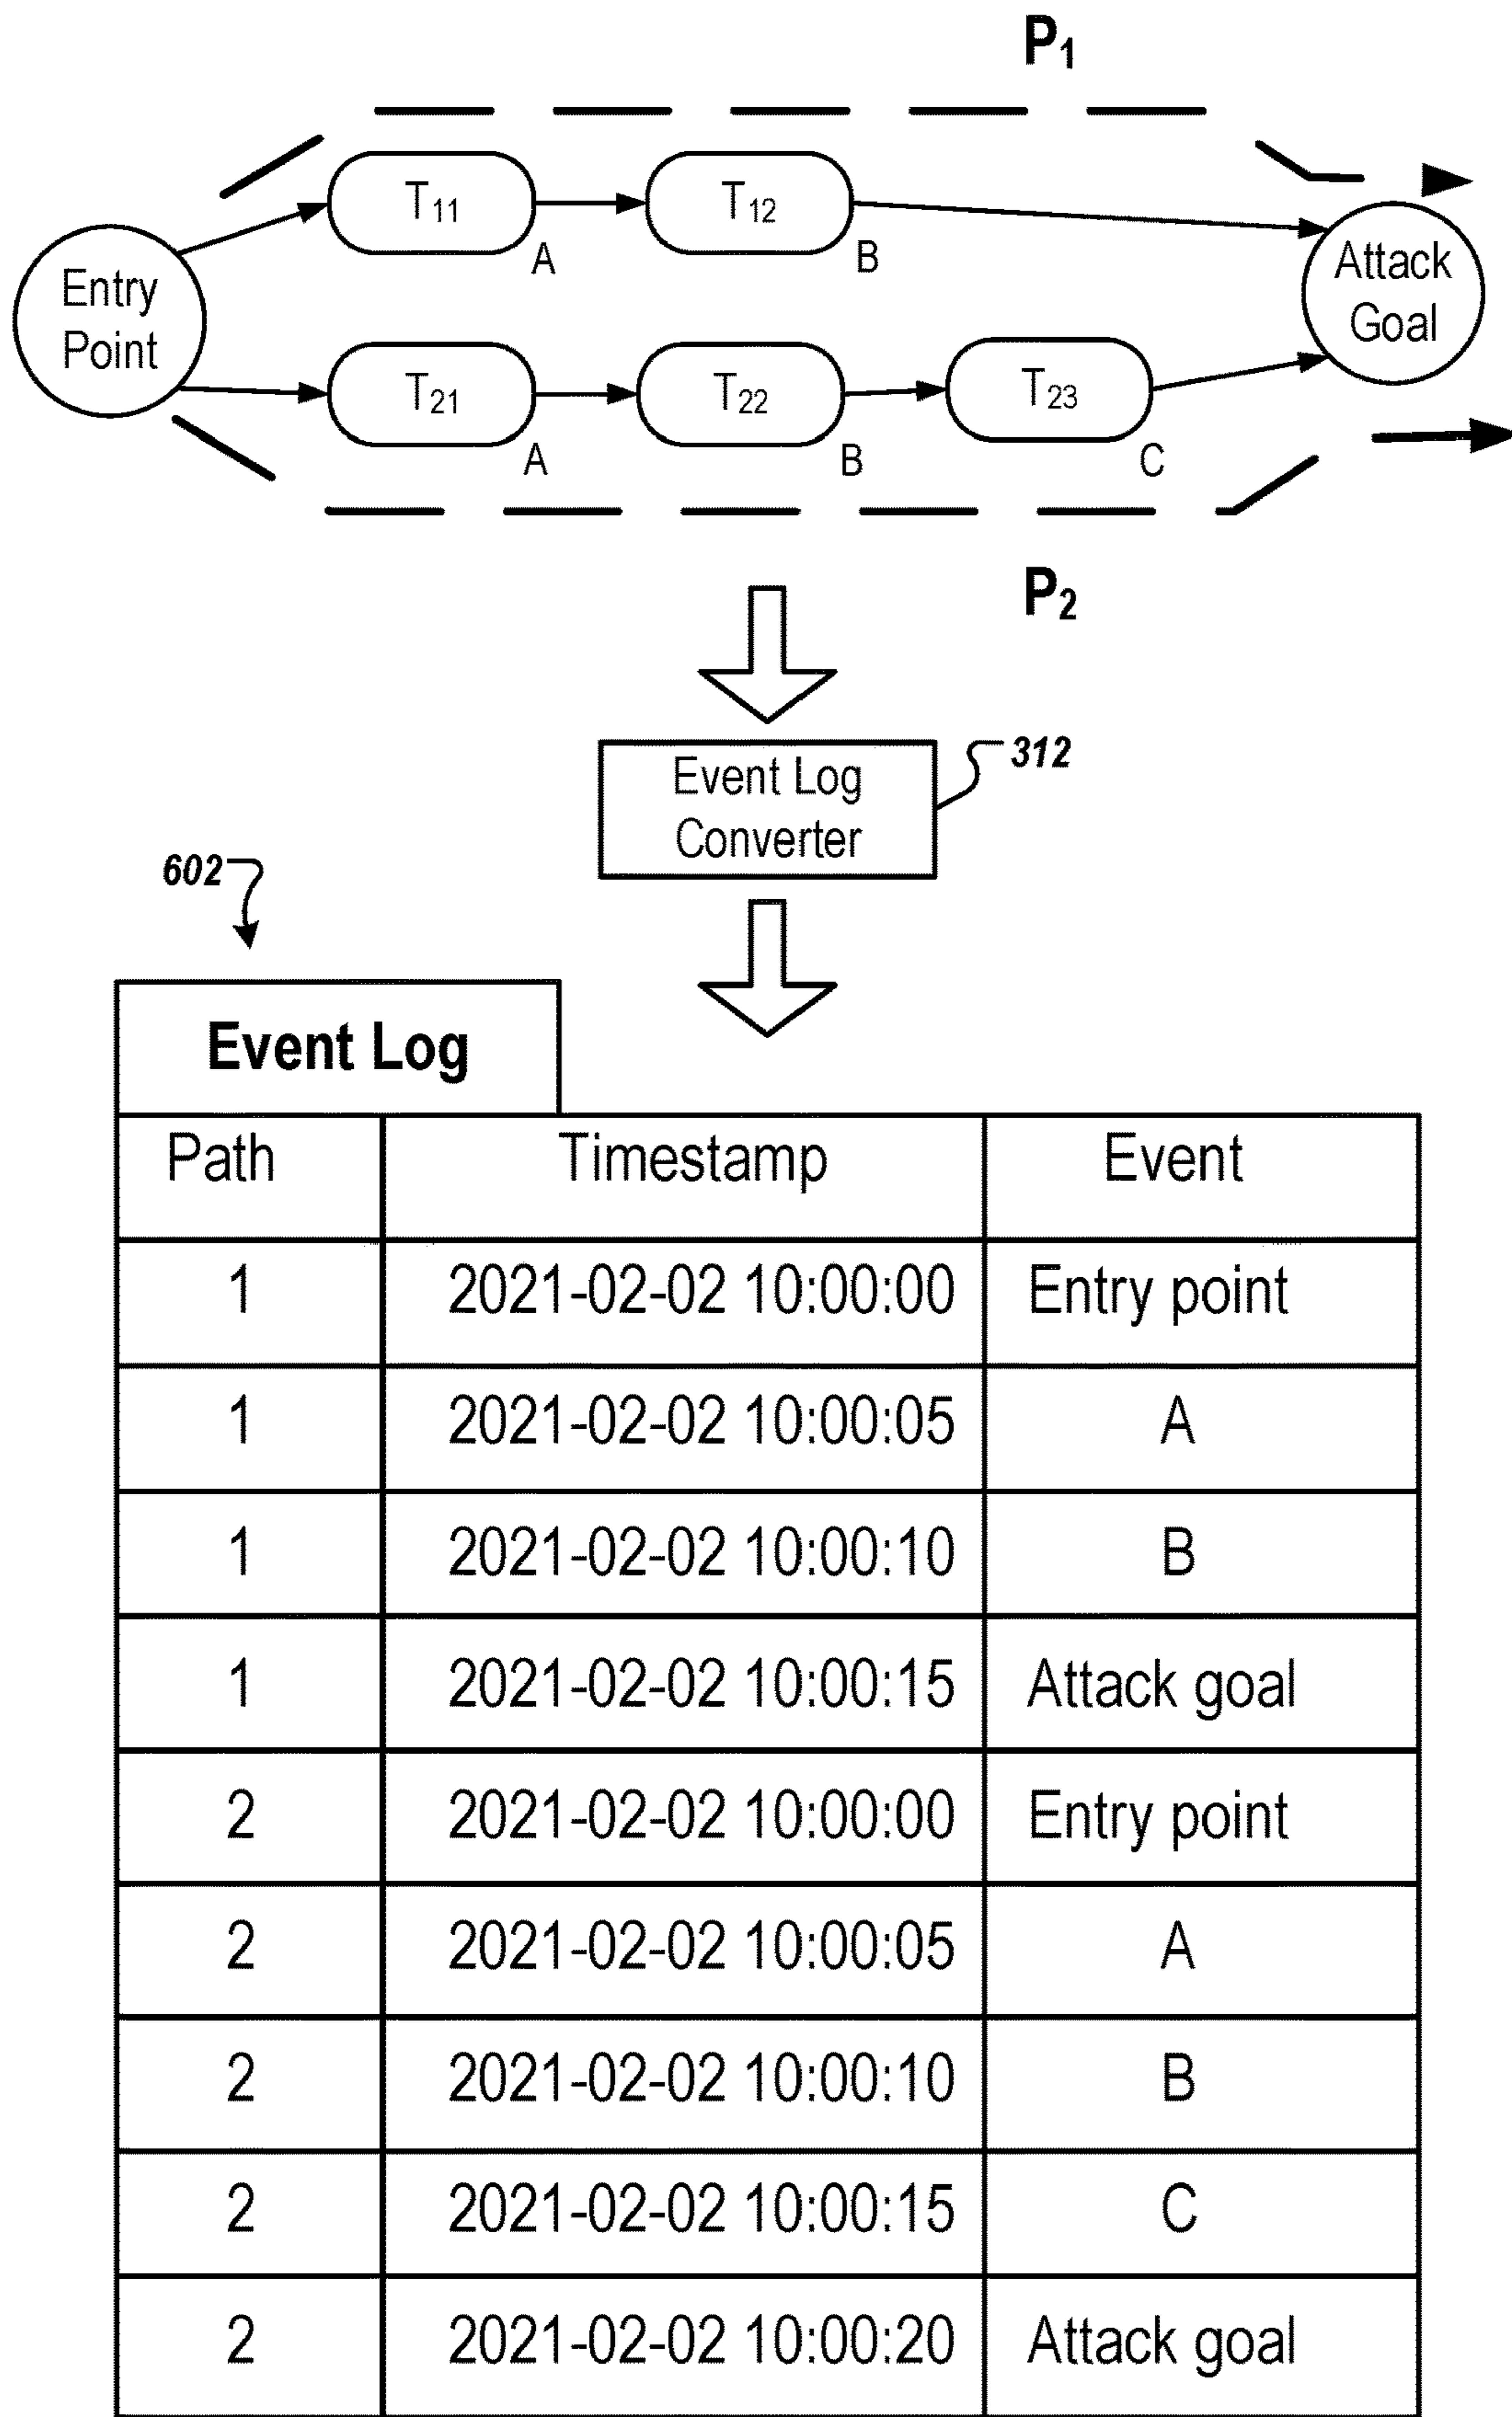 P₁
T₁₁
T₁₂
A
B
Entry
Point
Attack
Goal
T₂₁
T₂₂
T₂₃
A
B
C
P₂
Event Log
Converter
312
602
Event Log
Path Timestamp Event
1 2021-02-02 10:00:00 Entry point
1 2021-02-02 10:00:05 A
1 2021-02-02 10:00:10 B
1 2021-02-02 10:00:15 Attack goal
2 2021-02-02 10:00:00 Entry point
2 2021-02-02 10:00:05 A
2 2021-02-02 10:00:10 B
2 2021-02-02 10:00:15 C
2 2021-02-02 10:00:20 Attack goal